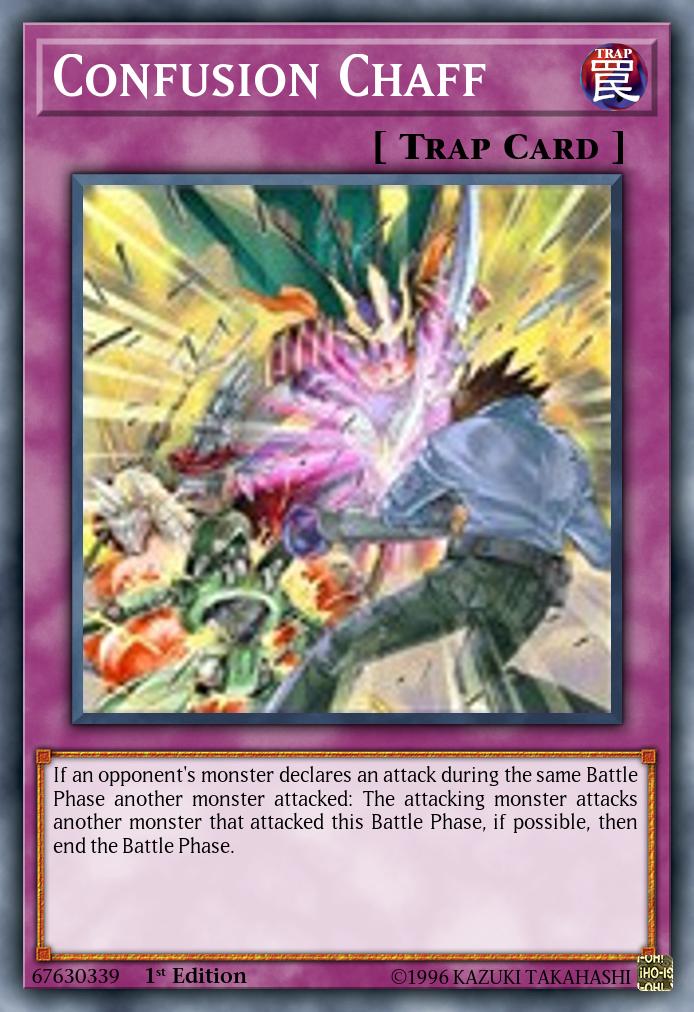 Confusion Chaff
TRAP
罠
[ Trap Card ]
If an opponent's monster declares an attack during the same Battle
Phase another monster attacked: The attacking monster attacks
another monster that attacked this Battle Phase, if possible, then
end the Battle Phase.
67630339 1st Edition ©1996 KAZUKI TAKAHASHI